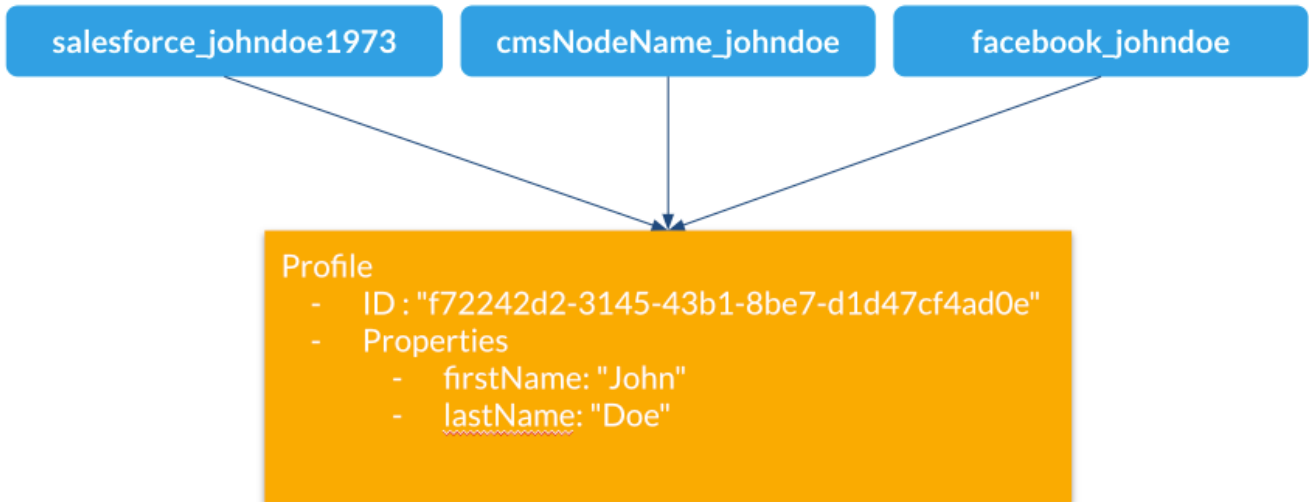 salesforce_johndoe1973
cmsNodeName_johndoe
facebook_johndoe
Profile
- ID : "f72242d2-3145-43b1-8be7-d1d47cf4ad0e"
- Properties
- firstName: "John"
- lastName: "Doe"